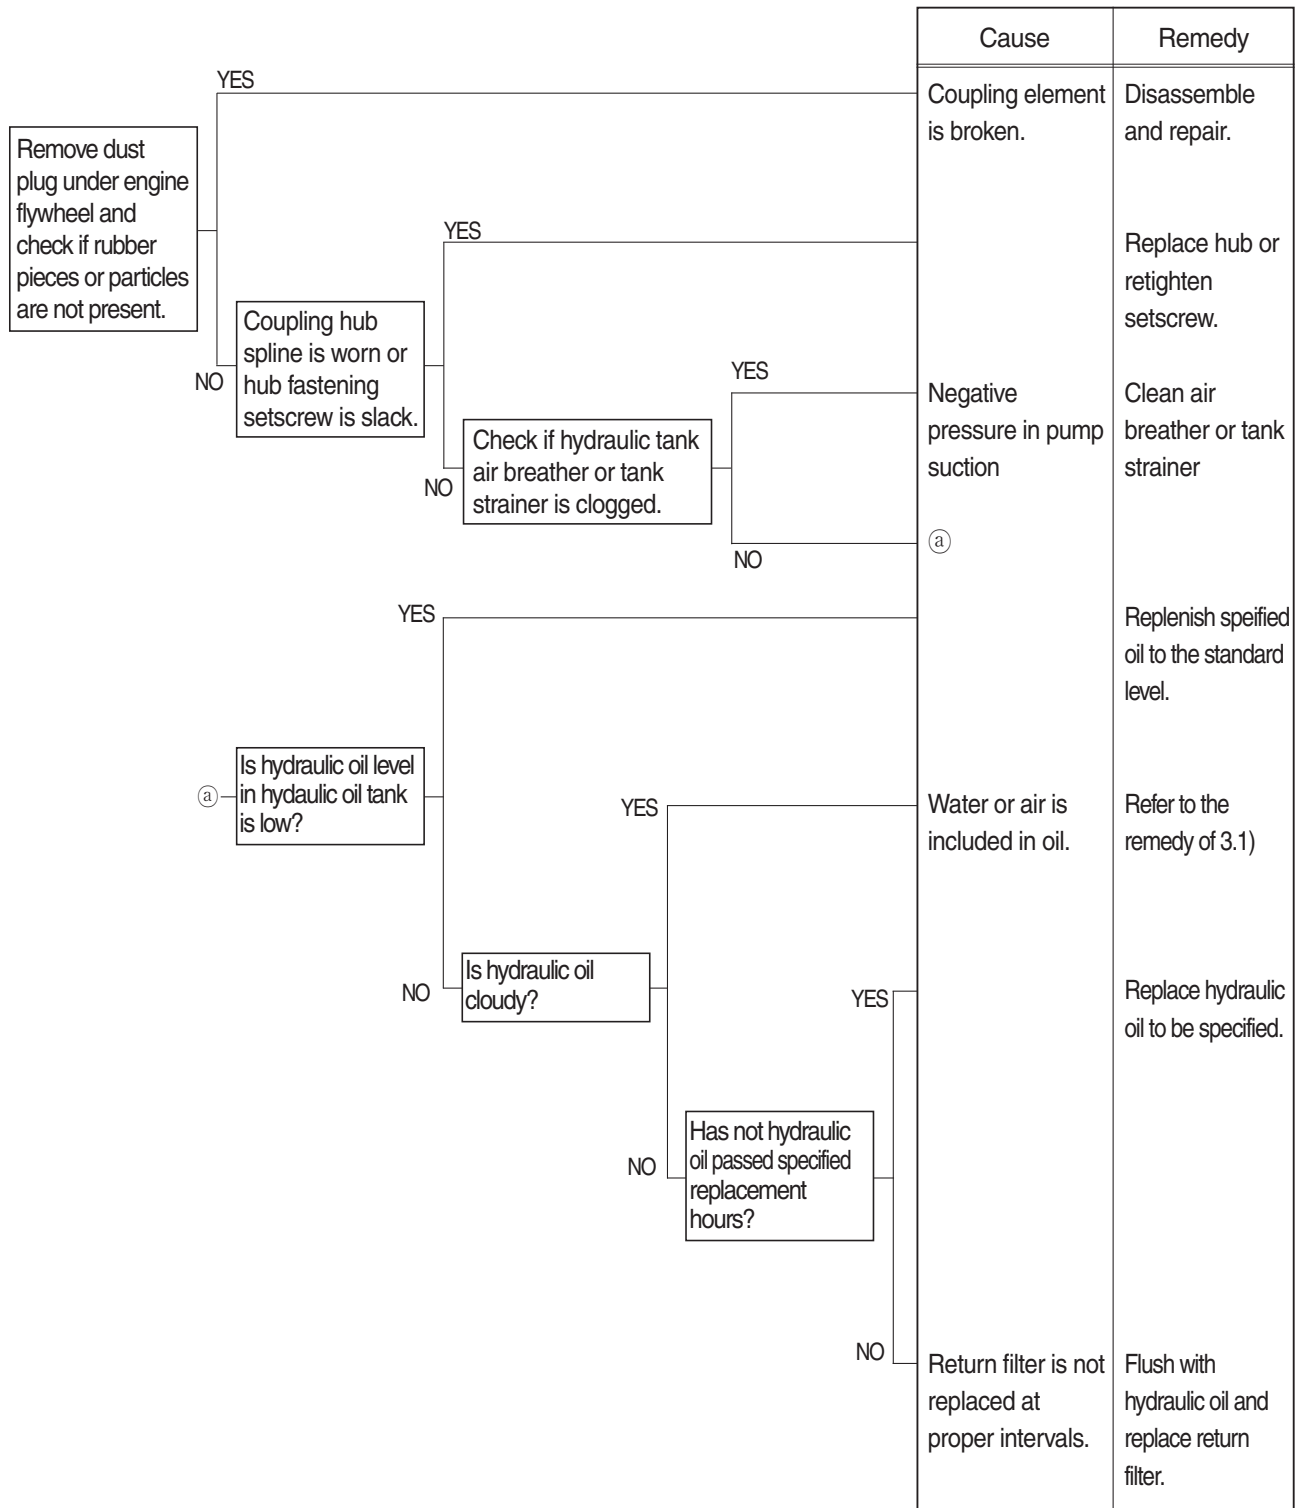 Cause
Remedy
YES
Coupling element
is broken.
Disassemble
and repair.
Remove dust
plug under engine
flywheel and
check if rubber
pieces or particles
are not present.
YES
Replace hub or
retighten
setscrew.
NO
Coupling hub
spline is worn or
hub fastening
setscrew is slack.
YES
Negative
pressure in pump
suction
Clean air
breather or tank
strainer
NO
Check if hydraulic tank
air breather or tank
strainer is clogged.
NO
ⓐ
YES
Replenish speified
oil to the standard
level.
ⓐ
Is hydraulic oil level
in hydaulic oil tank
is low?
YES
Water or air is
included in oil.
Refer to the
remedy of 3.1)
NO
Is hydraulic oil
cloudy?
YES
Replace hydraulic
oil to be specified.
NO
Has not hydraulic
oil passed specified
replacement
hours?
NO
Return filter is not
replaced at
proper intervals.
Flush with
hydraulic oil and
replace return
filter.